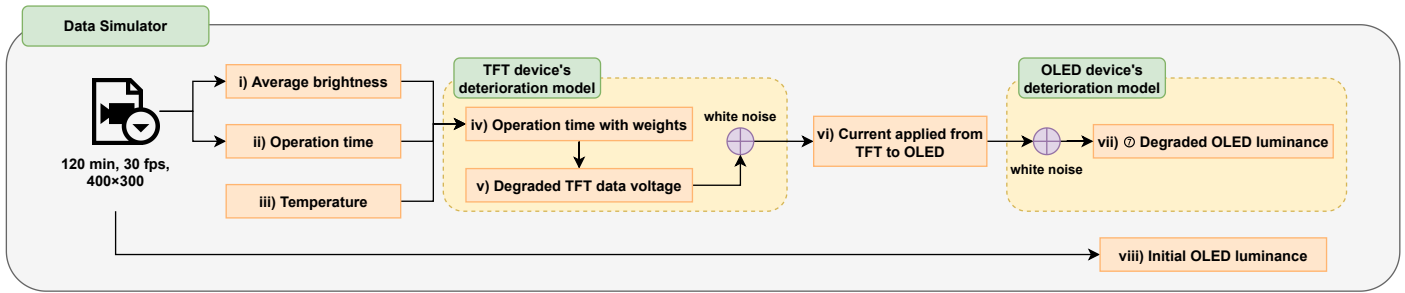 Data Simulator
120 min, 30 fps,
400×300
i) Average brightness
ii) Operation time
iii) Temperature
TFT device's
deterioration model
iv) Operation time with weights
v) Degraded TFT data voltage
white noise
vi) Current applied from
TFT to OLED
OLED device's
deterioration model
white noise
vii) ⑦ Degraded OLED luminance
viii) Initial OLED luminance